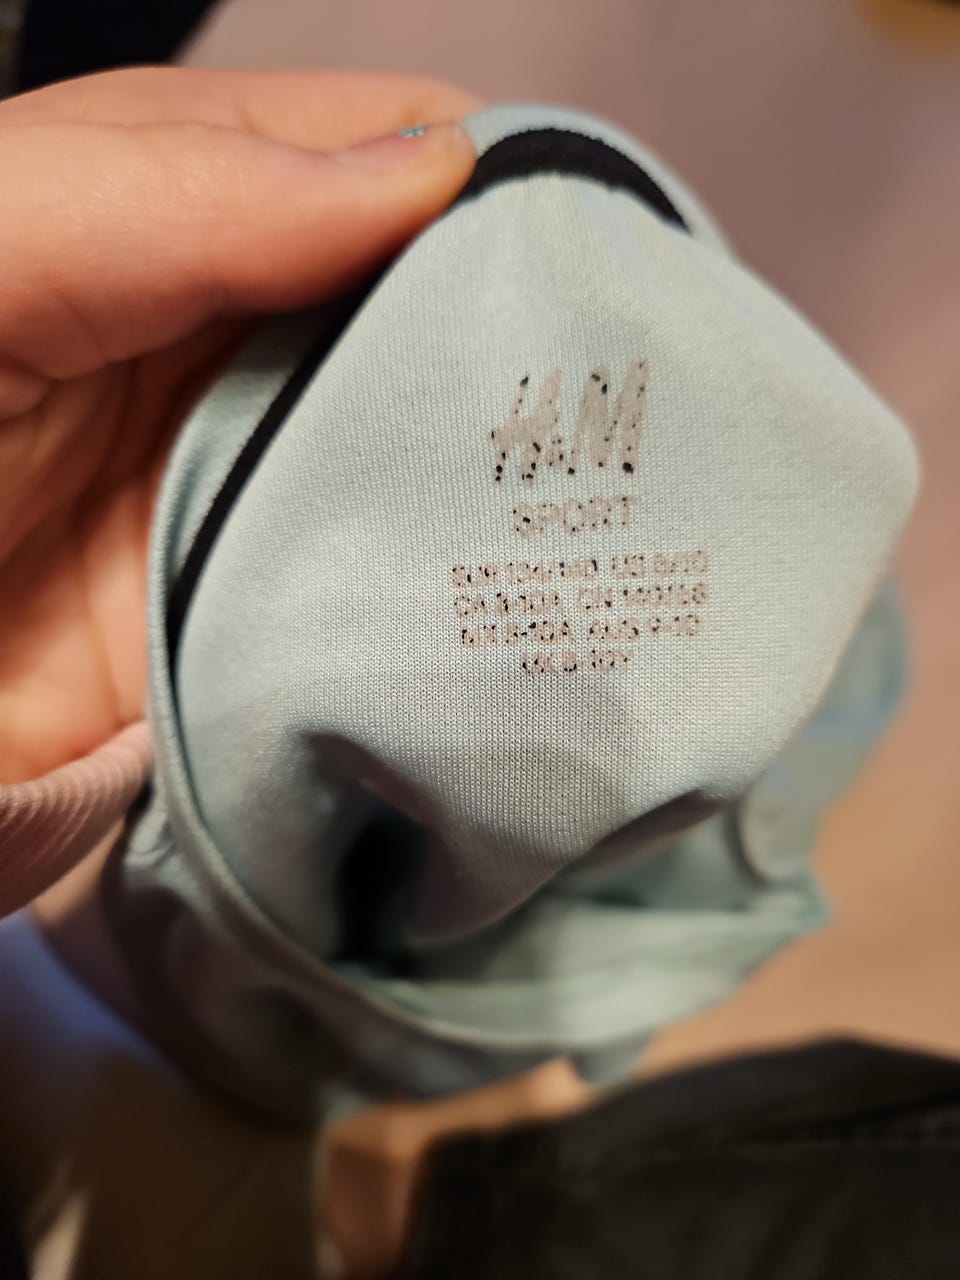 H&M
SPORT
EUR 134/140 US 8-10
CA 8-10A CN 140/68
MX 8-10A AUS 9-10
UK 8-10Y